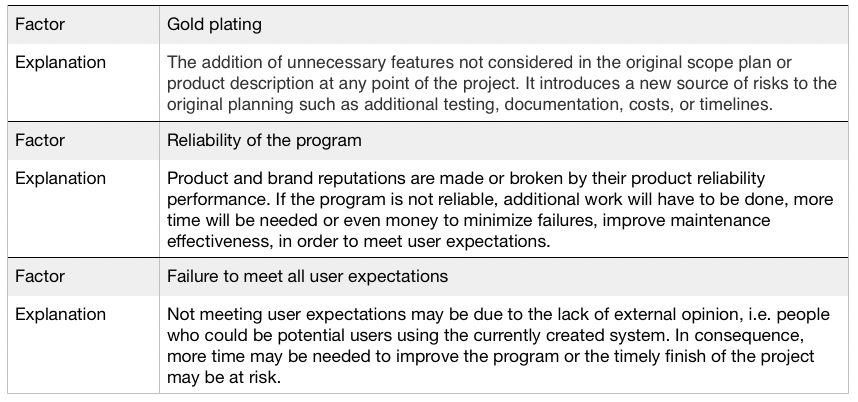 Factor
Gold plating
Explanation
The addition of unnecessary features not considered in the original scope plan or
product description at any point of the project. It introduces a new source of risks to the
original planning such as additional testing, documentation, costs, or timelines.
Factor
Reliability of the program
Explanation
Product and brand reputations are made or broken by their product reliability
performance. If the program is not reliable, additional work will have to be done, more
time will be needed or even money to minimize failures, improve maintenance
effectiveness, in order to meet user expectations.
Factor
Failure to meet all user expectations
Explanation
Not meeting user expectations may be due to the lack of external opinion, i.e. people
who could be potential users using the currently created system. In consequence,
more time may be needed to improve the program or the timely finish of the project
may be at risk.